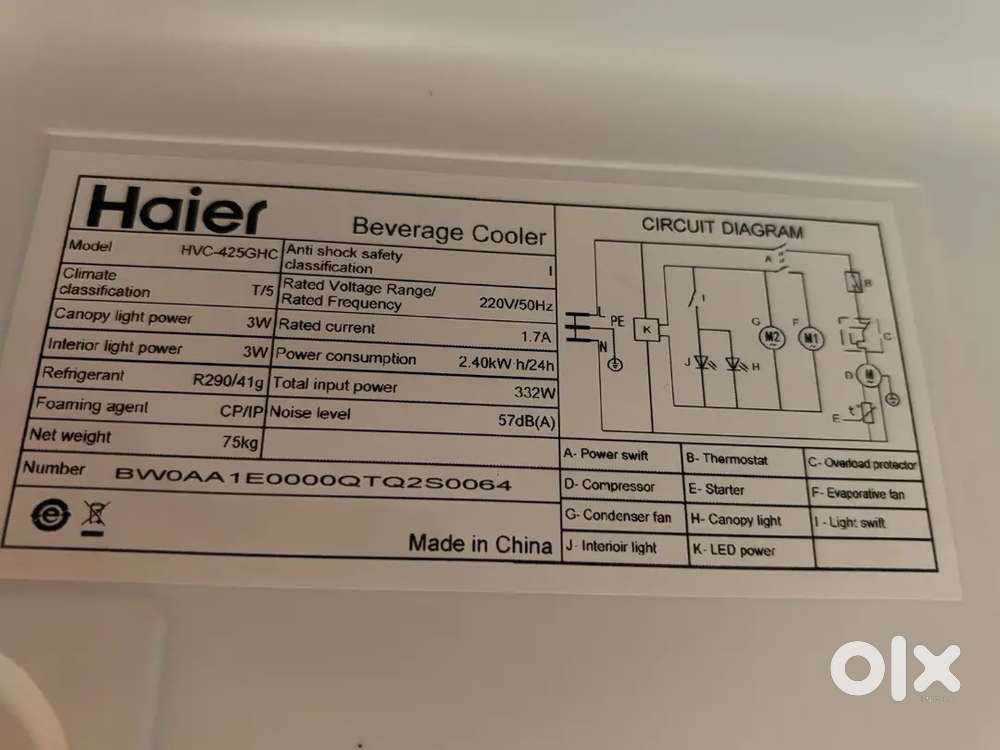 Haier
Beverage Cooler
Model HVC-425GHC
Climate classification T/5
Canopy light power 3W
Interior light power 3W
Refrigerant R290/41g
Foaming agent CP/IP
Net weight 75kg
Anti shock safety classification I
Rated Voltage Range/ Rated Frequency 220V/50Hz
Rated current 1.7A
Power consumption 2.40kW·h/24h
Total input power 332W
Noise level 57dB(A)
Number BW0AA1E0000QTQ2S0064
Made in China
CIRCUIT DIAGRAM
A
B
I
L
PE
K
N
G
M2
F
M1
C
J
H
D
M
E
t°
A- Power swift
B- Thermostat
C- Overload protector
D- Compressor
E- Starter
F- Evaporative fan
G- Condenser fan
H- Canopy light
I - Light swift
J- Interioir light
K- LED power
olx